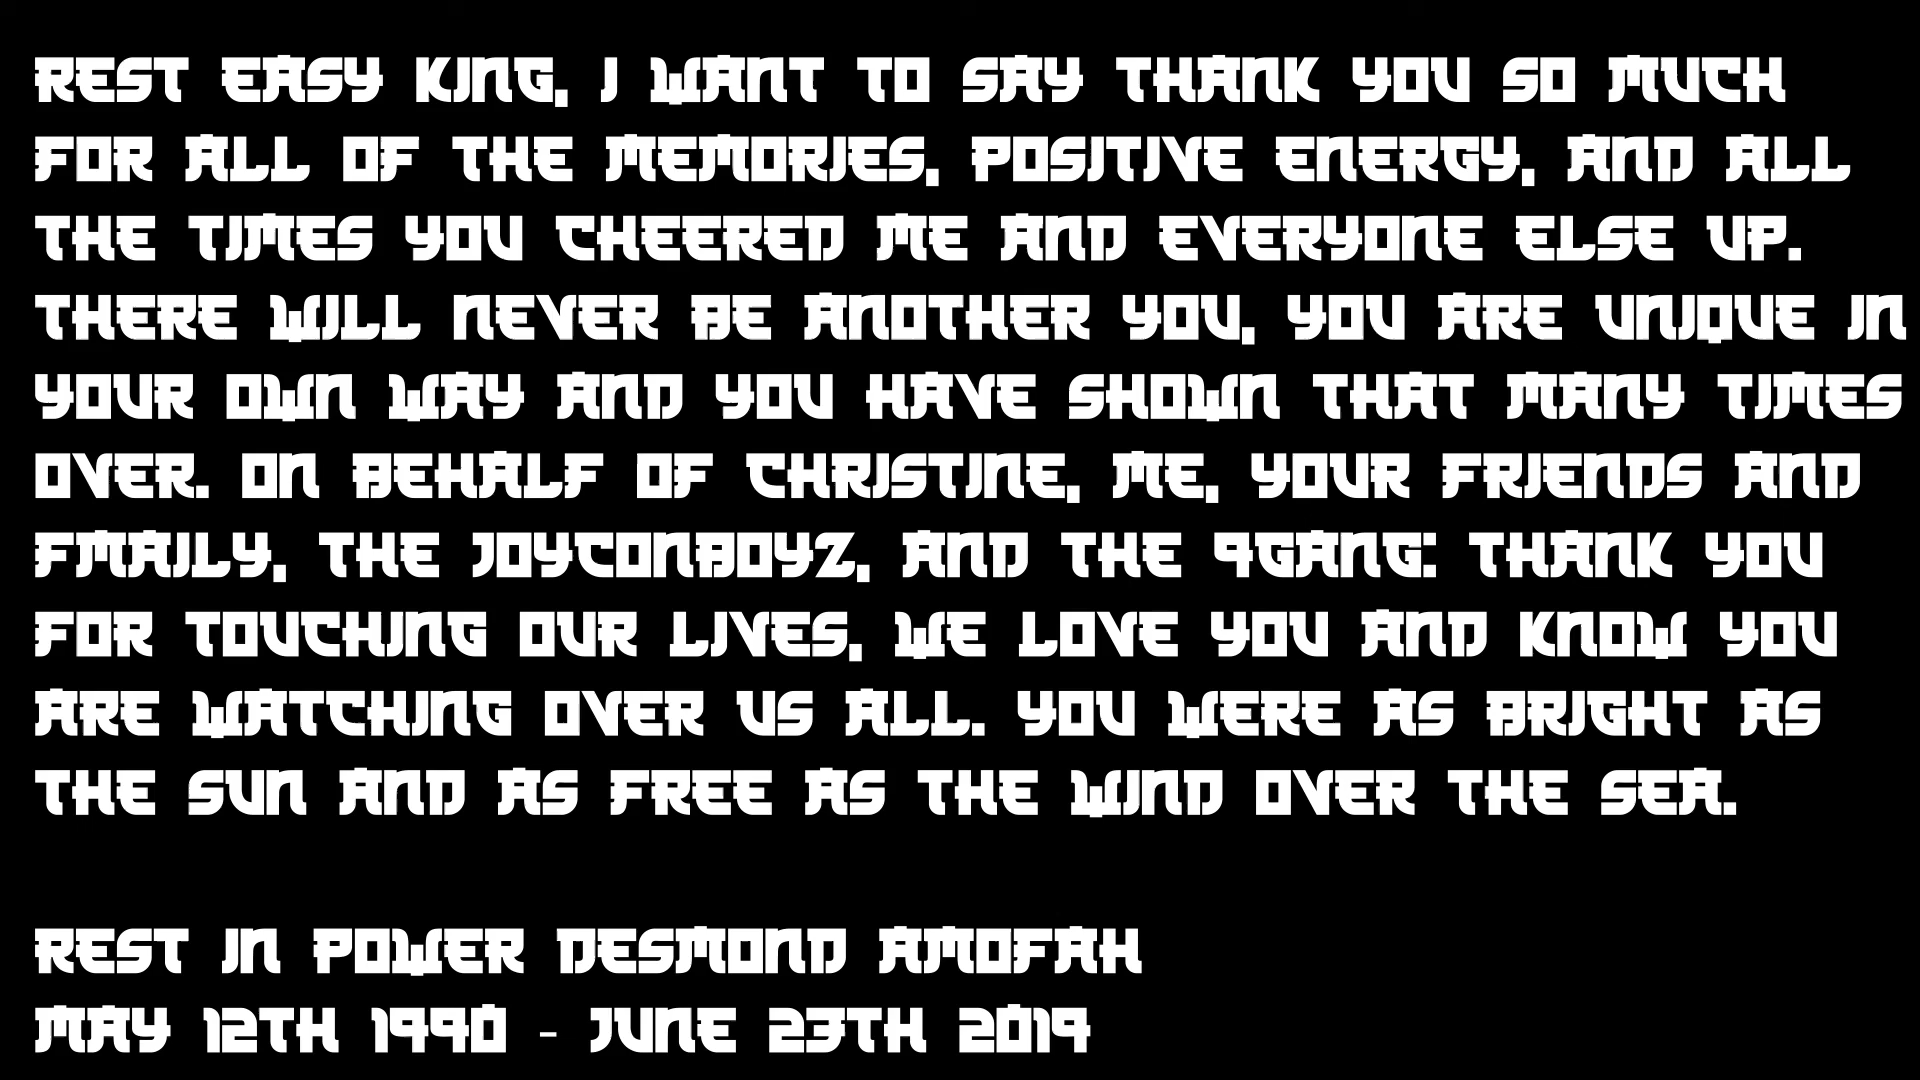 REST EASY KING, I WANT TO SAY THANK YOU SO MUCH
FOR ALL OF THE MEMORIES, POSITIVE ENERGY, AND ALL
THE TIMES YOU CHEERED ME AND EVERYONE ELSE UP.
THERE WILL NEVER BE ANOTHER YOU, YOU ARE UNIQUE IN
YOUR OWN WAY AND YOU HAVE SHOWN THAT MANY TIMES
OVER. ON BEHALF OF CHRISTINE, ME, YOUR FRIENDS AND
FMAILY, THE JOYCONBOYZ, AND THE 9GANG: THANK YOU
FOR TOUCHING OUR LIVES, WE LOVE YOU AND KNOW YOU
ARE WATCHING OVER US ALL. YOU WERE AS BRIGHT AS
THE SUN AND AS FREE AS THE WIND OVER THE SEA.
REST IN POWER DESMOND AMOFAH
MAY 12TH 1990 - JUNE 23TH 2019